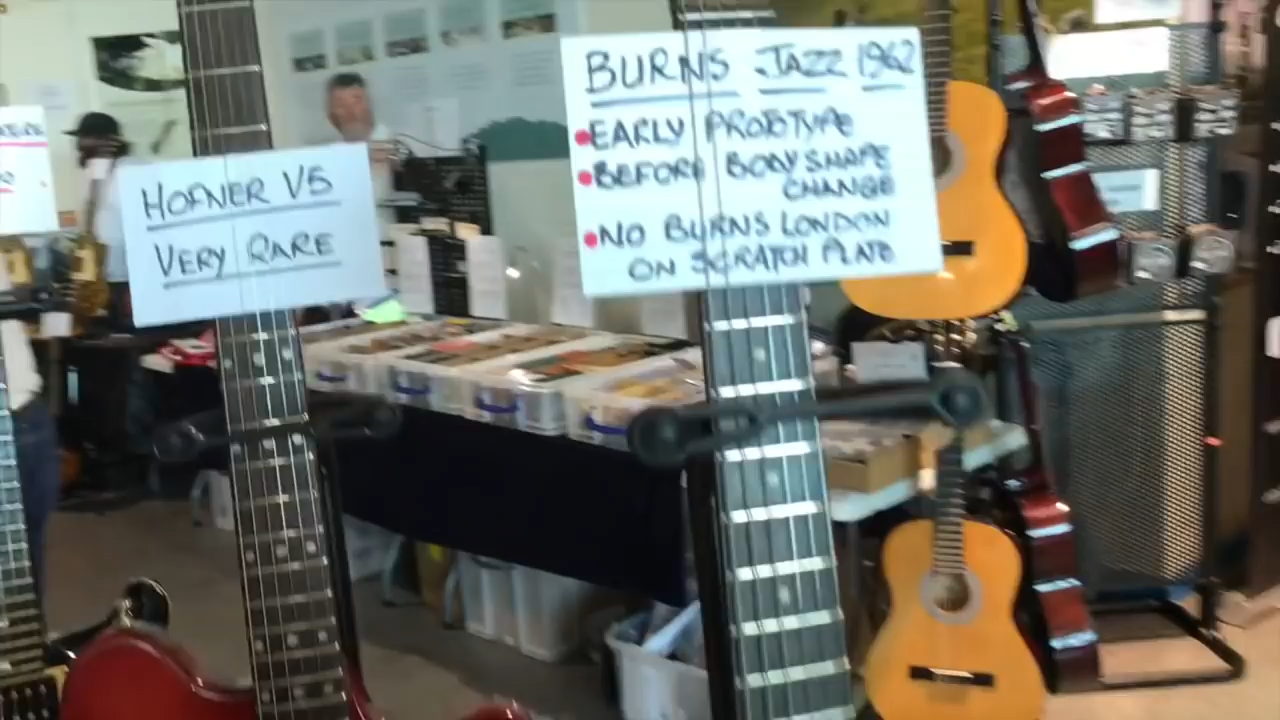 HOFNER V5
VERY RARE
BURNS JAZZ 1962
EARLY PROTOTYPE
BEFORE BODY SHAPE
CHANGE
NO BURNS LONDON
ON SCRATCH PLATE